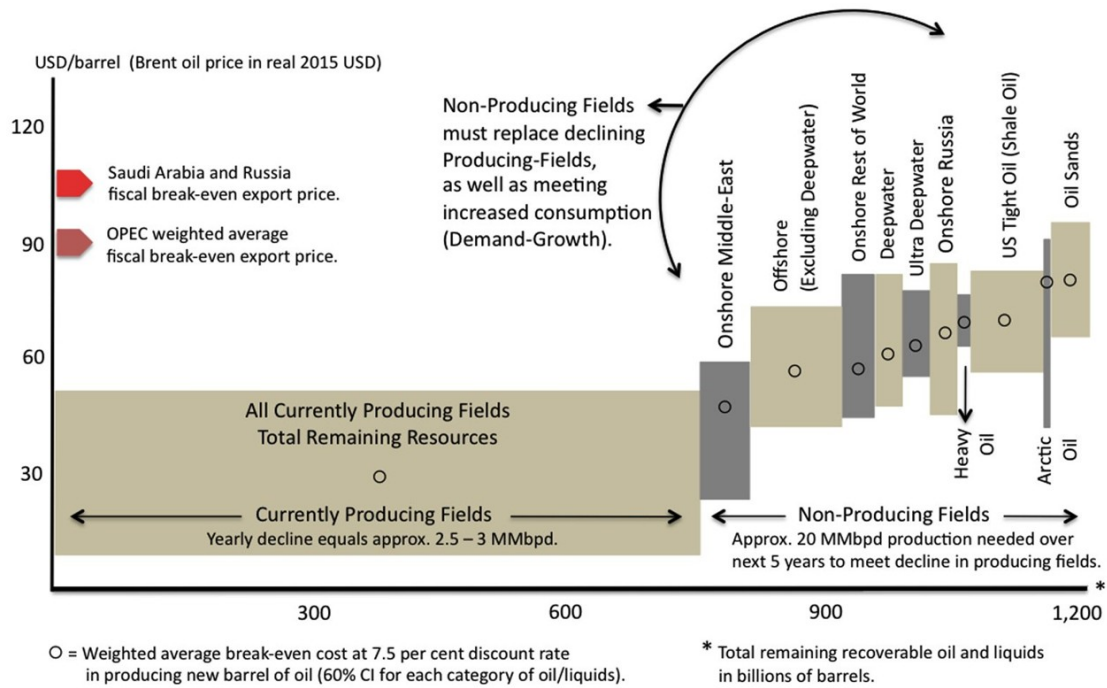 USD/barrel (Brent oil price in real 2015 USD)
120
90
60
30
Saudi Arabia and Russia
fiscal break-even export price.
OPEC weighted average
fiscal break-even export price.
Non-Producing Fields
must replace declining
Producing-Fields,
as well as meeting
increased consumption
(Demand-Growth).
Onshore Middle-East
Offshore
(Excluding Deepwater)
Onshore Rest of World
Deepwater
Ultra Deepwater
Onshore Russia
US Tight Oil (Shale Oil)
Oil Sands
Heavy
Oil
Arctic
Oil
All Currently Producing Fields
Total Remaining Resources
Currently Producing Fields
Yearly decline equals approx. 2.5 – 3 MMbpd.
Non-Producing Fields
Approx. 20 MMbpd production needed over
next 5 years to meet decline in producing fields.
*
300
600
900
1,200
O = Weighted average break-even cost at 7.5 per cent discount rate
in producing new barrel of oil (60% CI for each category of oil/liquids).
* Total remaining recoverable oil and liquids
in billions of barrels.